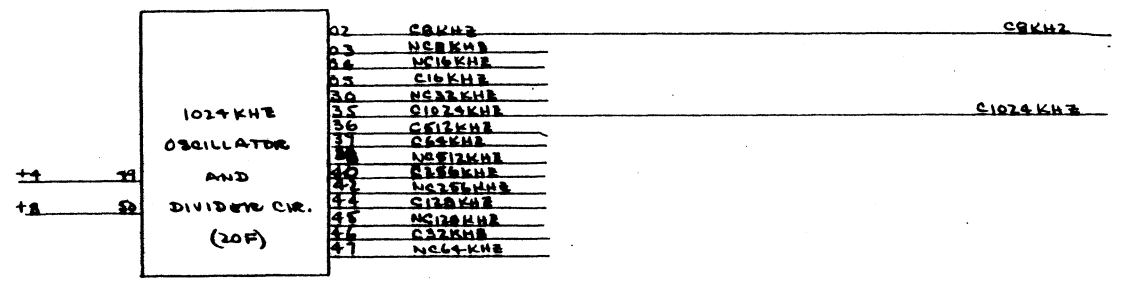 02 C8KHZ C8KHZ
03 NC8KHZ
04 NC16KHZ
05 C16KHZ
30 NC32KHZ
1024KHZ 35 C1024KHZ C1024KHZ
36 C512KHZ
OSCILLATOR 37 C64KHZ
NC512KHZ
+4 49 AND 40 C256KHZ
42 NC256KHZ
+8 50 DIVIDER CIR. 44 C128KHZ
45 NC128KHZ
(20F) 46 C32KHZ
47 NC64KHZ